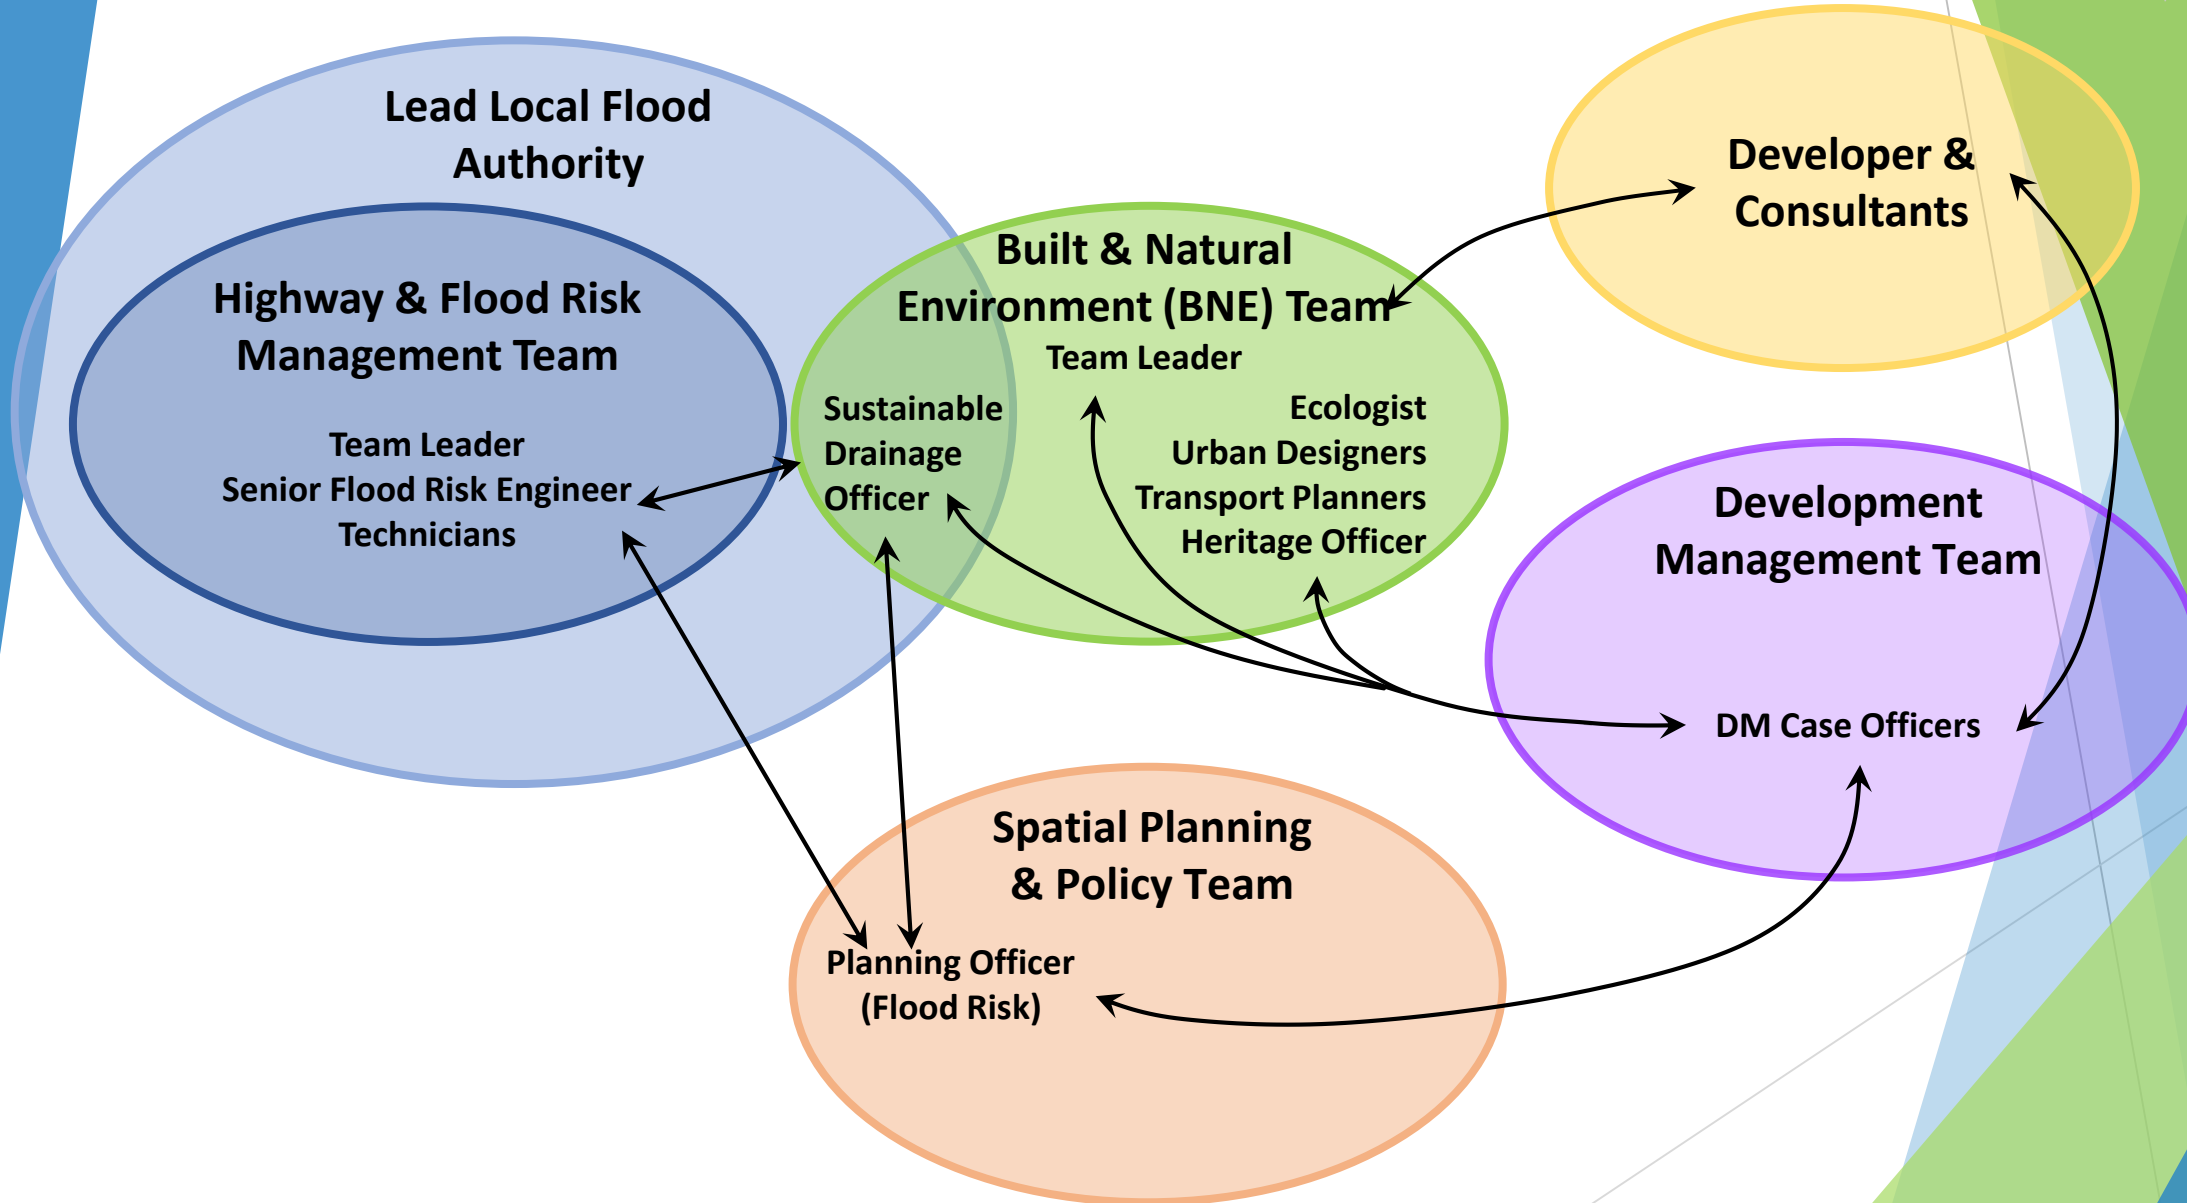 Lead Local Flood
Authority
Highway & Flood Risk
Management Team
Team Leader
Senior Flood Risk Engineer
Technicians
Built & Natural
Environment (BNE) Team
Team Leader
Sustainable
Drainage
Officer
Ecologist
Urban Designers
Transport Planners
Heritage Officer
Developer &
Consultants
Development
Management Team
DM Case Officers
Spatial Planning
& Policy Team
Planning Officer
(Flood Risk)